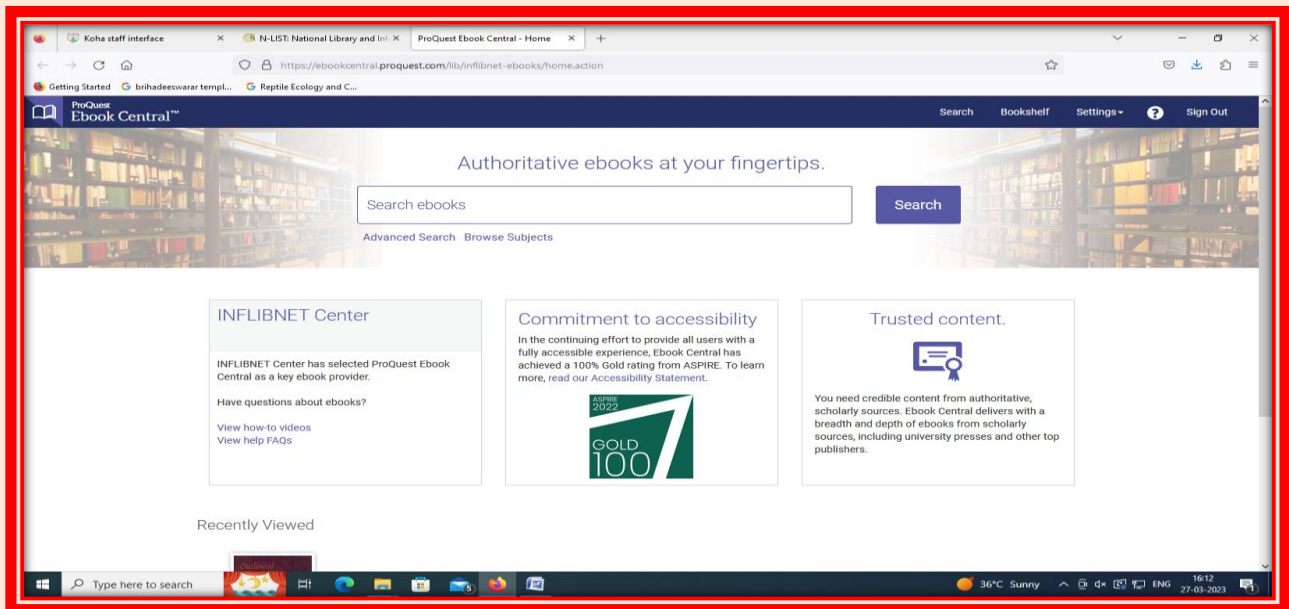 Koha staff interface
N-LIST: National Library and Inf
ProQuest Ebook Central - Home
https://ebookcentral.proquest.com/lib/inflibnet-ebooks/home.action
Getting Started
brihadeeswarar templ...
Reptile Ecology and C...
ProQuest
Ebook Central™
Search
Bookshelf
Settings
?
Sign Out
Authoritative ebooks at your fingertips.
Search ebooks
Search
Advanced Search Browse Subjects
INFLIBNET Center
INFLIBNET Center has selected ProQuest Ebook
Central as a key ebook provider.
Have questions about ebooks?
View how-to videos
View help FAQs
Commitment to accessibility
In the continuing effort to provide all users with a
fully accessible experience, Ebook Central has
achieved a 100% Gold rating from ASPIRE. To learn
more, read our Accessibility Statement.
ASPIRE
2022
GOLD
100
Trusted content.
You need credible content from authoritative,
scholarly sources. Ebook Central delivers with a
breadth and depth of ebooks from scholarly
sources, including university presses and other top
publishers.
Recently Viewed
Type here to search
36°C Sunny
ENG
16:12
27-03-2023